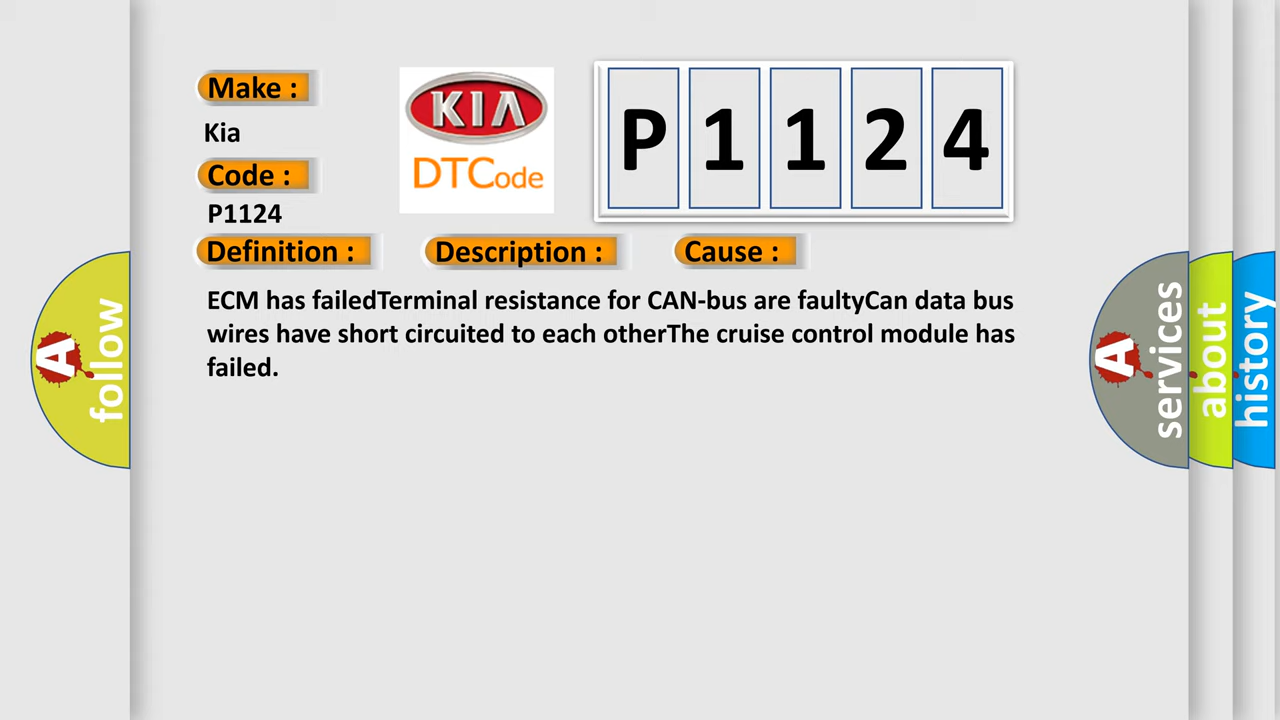 Make :
Kia
Code :
P1124
KIA
DTCode
P 1 1 2 4
Definition :
Description :
Cause :
ECM has failedTerminal resistance for CAN-bus are faultyCan data bus
wires have short circuited to each otherThe cruise control module has
failed.
A follow
A services
about
history